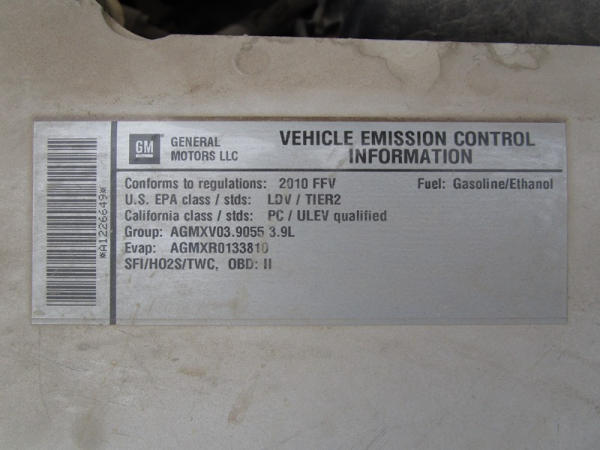 *A1226649*
GM
GENERAL
MOTORS LLC
VEHICLE EMISSION CONTROL
INFORMATION
Conforms to regulations: 2010 FFV Fuel: Gasoline/Ethanol
U.S. EPA class / stds: LDV / TIER2
California class / stds: PC / ULEV qualified
Group: AGMXV03.9055 3.9L
Evap: AGMXR0133810
SFI/HO2S/TWC, OBD: II